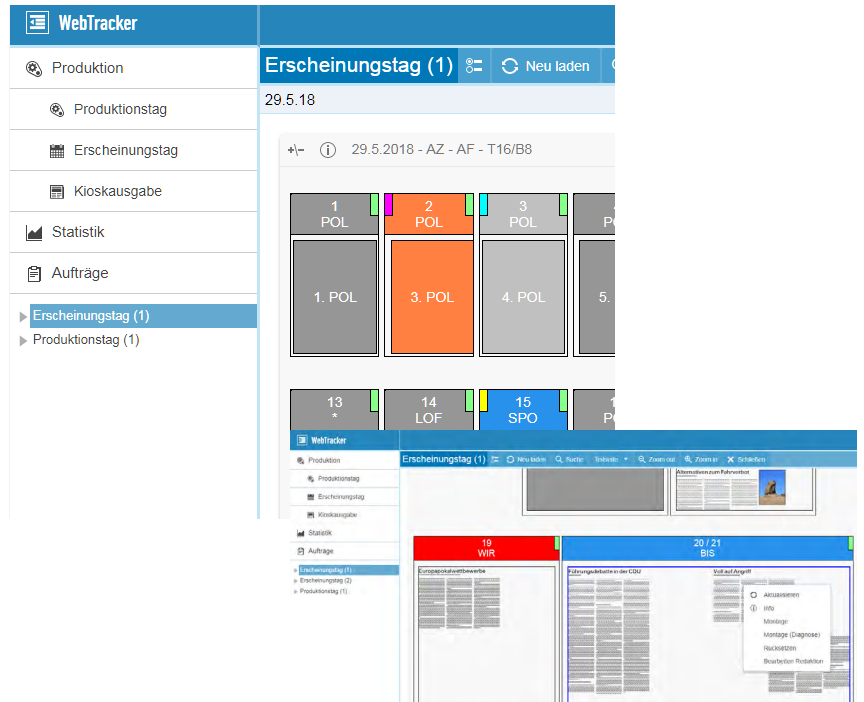 WebTracker
Produktion
Produktionstag
Erscheinungstag
Kioskausgabe
Statistik
Aufträge
Erscheinungstag (1)
Produktionstag (1)
Erscheinungstag (1) Neu laden
29.5.18
+\- 29.5.2018 - AZ - AF - T16/B8
1 2 3
POL POL POL
1. POL 3. POL 4. POL 5.
13 14 15
* LOF SPO
WebTracker
Produktion
Produktionstag
Erscheinungstag
Kioskausgabe
Statistik
Aufträge
Erscheinungstag (1)
Erscheinungstag (2)
Produktionstag (1)
Erscheinungstag (1) Neu laden Suche Testseite Zoom out Zoom in Schließen
Alternativen zum Fahrverbot
19 20 / 21
WIR BIS
Europapokalwettbewerbe Führungsdebatte in der CDU Voll auf Angriff
Aktualisieren
Info
Montage
Montage (Diagnose)
Rücksetzen
Bearbeiten Redaktion